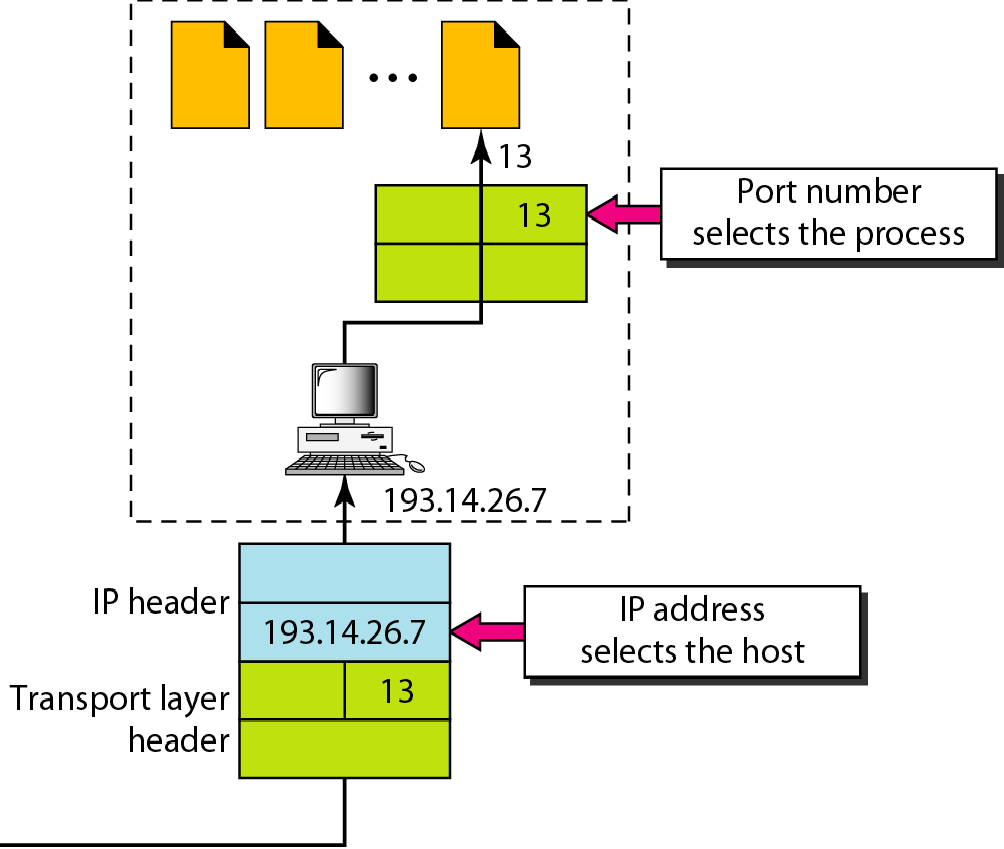 13
13
Port number
selects the process
193.14.26.7
IP header
193.14.26.7
IP address
selects the host
Transport layer
header
13